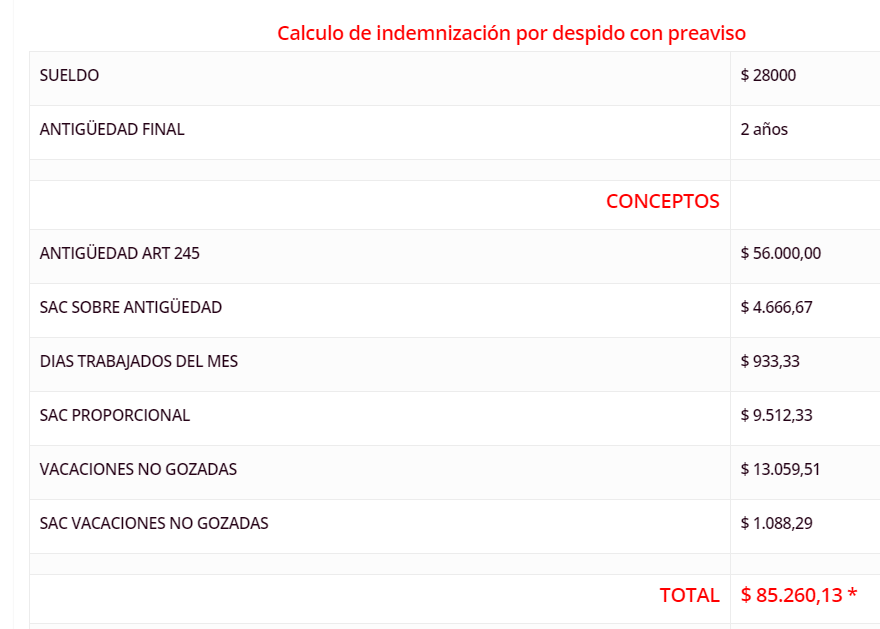 Calculo de indemnización por despido con preaviso
SUELDO $ 28000
ANTIGÜEDAD FINAL 2 años
CONCEPTOS
ANTIGÜEDAD ART 245 $ 56.000,00
SAC SOBRE ANTIGÜEDAD $ 4.666,67
DIAS TRABAJADOS DEL MES $ 933,33
SAC PROPORCIONAL $ 9.512,33
VACACIONES NO GOZADAS $ 13.059,51
SAC VACACIONES NO GOZADAS $ 1.088,29
TOTAL $ 85.260,13 *